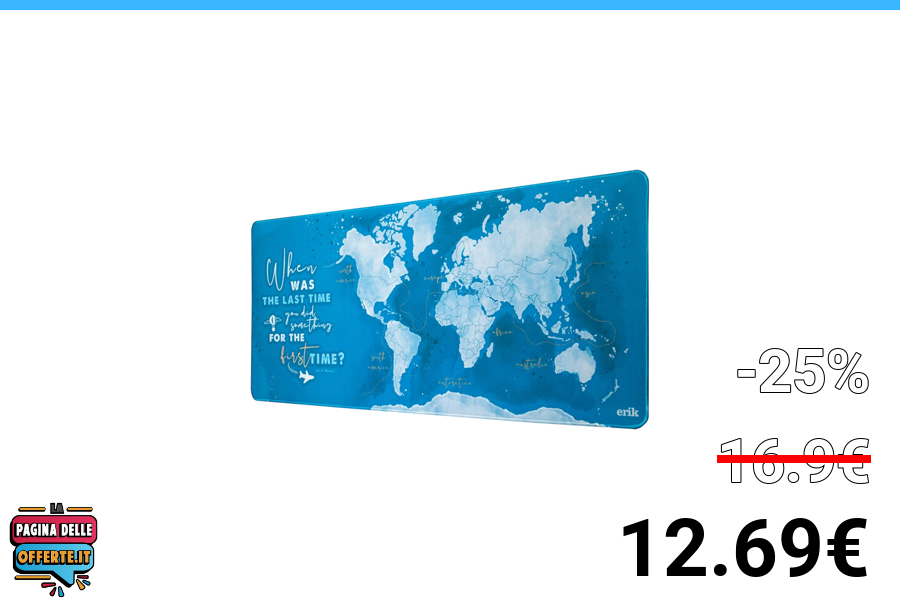 When
WAS
THE LAST TIME
you did
something
FOR THE
first TIME?
north
america
europe
asia
africa
south
america
australia
antarctica
erik
-25%
16.9€
12.69€
LA
PAGINA DELLE
OFFERTE.IT